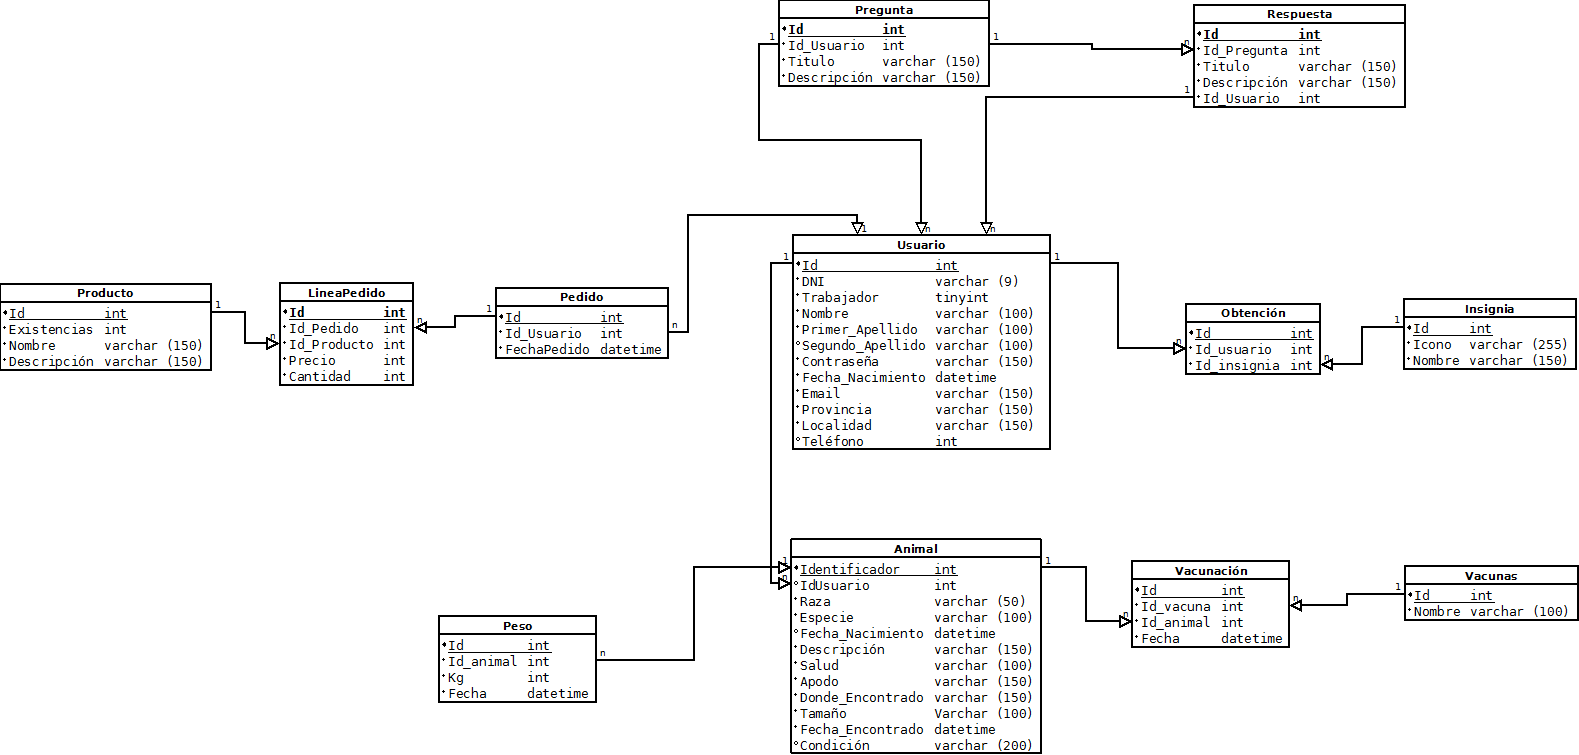 Pregunta
Id int
Id_Usuario int
Titulo varchar (150)
Descripción varchar (150)
1
1
Respuesta
Id int
Id_Pregunta int
Titulo varchar (150)
Descripción varchar (150)
Id_Usuario int
n
1
Producto
Id int
Existencias int
Nombre varchar (150)
Descripción varchar (150)
1
LineaPedido
Id int
Id_Pedido int
Id_Producto int
Precio int
Cantidad int
n
n
Pedido
Id int
Id_Usuario int
FechaPedido datetime
1
n
1
n
n
Usuario
Id int
DNI varchar (9)
Trabajador tinyint
Nombre varchar (100)
Primer_Apellido varchar (100)
Segundo_Apellido varchar (100)
Contraseña varchar (150)
Fecha_Nacimiento datetime
Email varchar (150)
Provincia varchar (150)
Localidad varchar (150)
Teléfono int
1
1
Obtención
Id int
Id_usuario int
Id_insignia int
n
n
Insignia
Id int
Icono varchar (255)
Nombre varchar (150)
1
Peso
Id int
Id_animal int
Kg int
Fecha datetime
n
Animal
Identificador int
IdUsuario int
Raza varchar (50)
Especie varchar (100)
Fecha_Nacimiento datetime
Descripción varchar (150)
Salud varchar (100)
Apodo varchar (150)
Donde_Encontrado varchar (150)
Tamaño Varchar (100)
Fecha_Encontrado datetime
Condición varchar (200)
1
n
1
Vacunación
Id int
Id_vacuna int
Id_animal int
Fecha datetime
n
n
Vacunas
Id int
Nombre varchar (100)
1